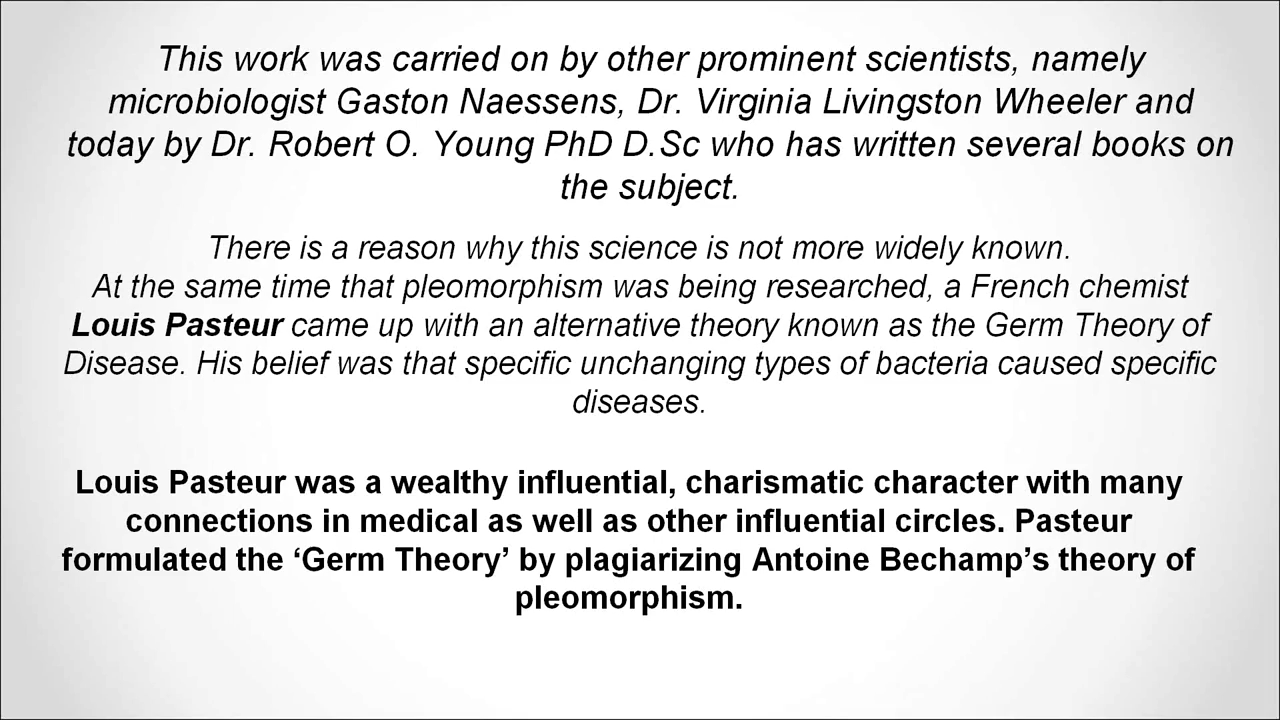 This work was carried on by other prominent scientists, namely
microbiologist Gaston Naessens, Dr. Virginia Livingston Wheeler and
today by Dr. Robert O. Young PhD D.Sc who has written several books on
the subject.
There is a reason why this science is not more widely known.
At the same time that pleomorphism was being researched, a French chemist
Louis Pasteur came up with an alternative theory known as the Germ Theory of
Disease. His belief was that specific unchanging types of bacteria caused specific
diseases.
Louis Pasteur was a wealthy influential, charismatic character with many
connections in medical as well as other influential circles. Pasteur
formulated the ‘Germ Theory’ by plagiarizing Antoine Bechamp’s theory of
pleomorphism.